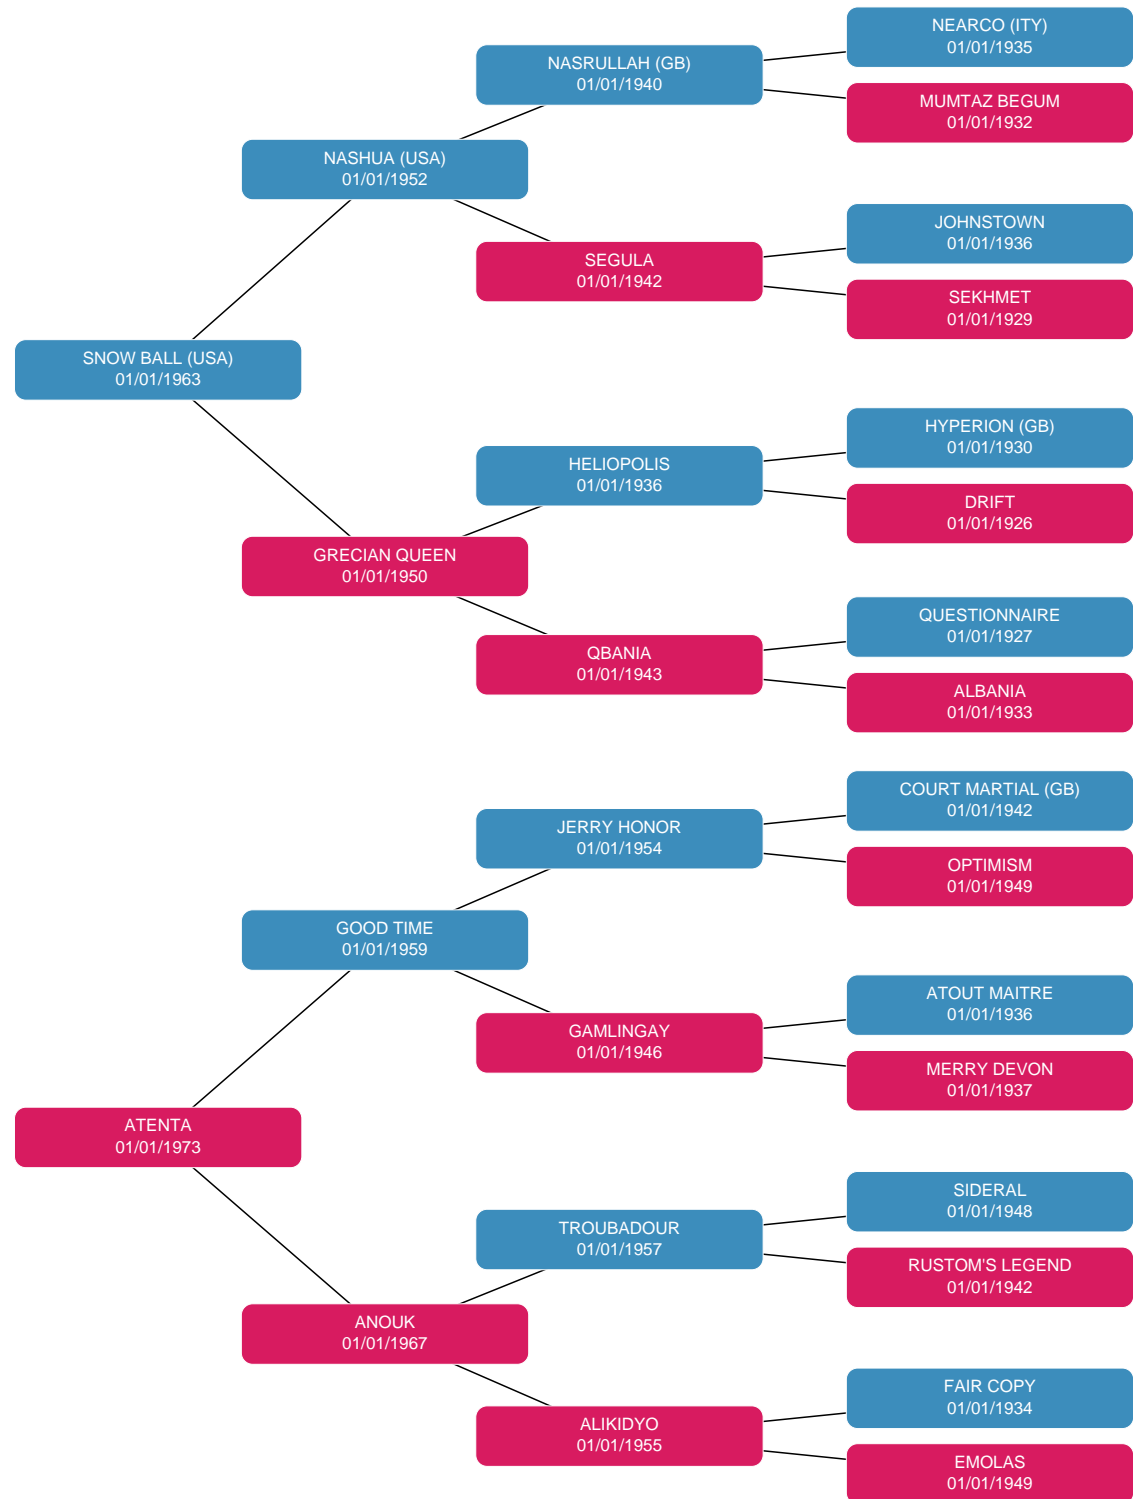 NEARCO (ITY)
01/01/1935
NASRULLAH (GB)
01/01/1940
MUMTAZ BEGUM
01/01/1932
NASHUA (USA)
01/01/1952
JOHNSTOWN
01/01/1936
SEGULA
01/01/1942
SEKHMET
01/01/1929
SNOW BALL (USA)
01/01/1963
HYPERION (GB)
01/01/1930
HELIOPOLIS
01/01/1936
DRIFT
01/01/1926
GRECIAN QUEEN
01/01/1950
QUESTIONNAIRE
01/01/1927
QBANIA
01/01/1943
ALBANIA
01/01/1933
COURT MARTIAL (GB)
01/01/1942
JERRY HONOR
01/01/1954
OPTIMISM
01/01/1949
GOOD TIME
01/01/1959
ATOUT MAITRE
01/01/1936
GAMLINGAY
01/01/1946
MERRY DEVON
01/01/1937
ATENTA
01/01/1973
SIDERAL
01/01/1948
TROUBADOUR
01/01/1957
RUSTOM'S LEGEND
01/01/1942
ANOUK
01/01/1967
FAIR COPY
01/01/1934
ALIKIDYO
01/01/1955
EMOLAS
01/01/1949